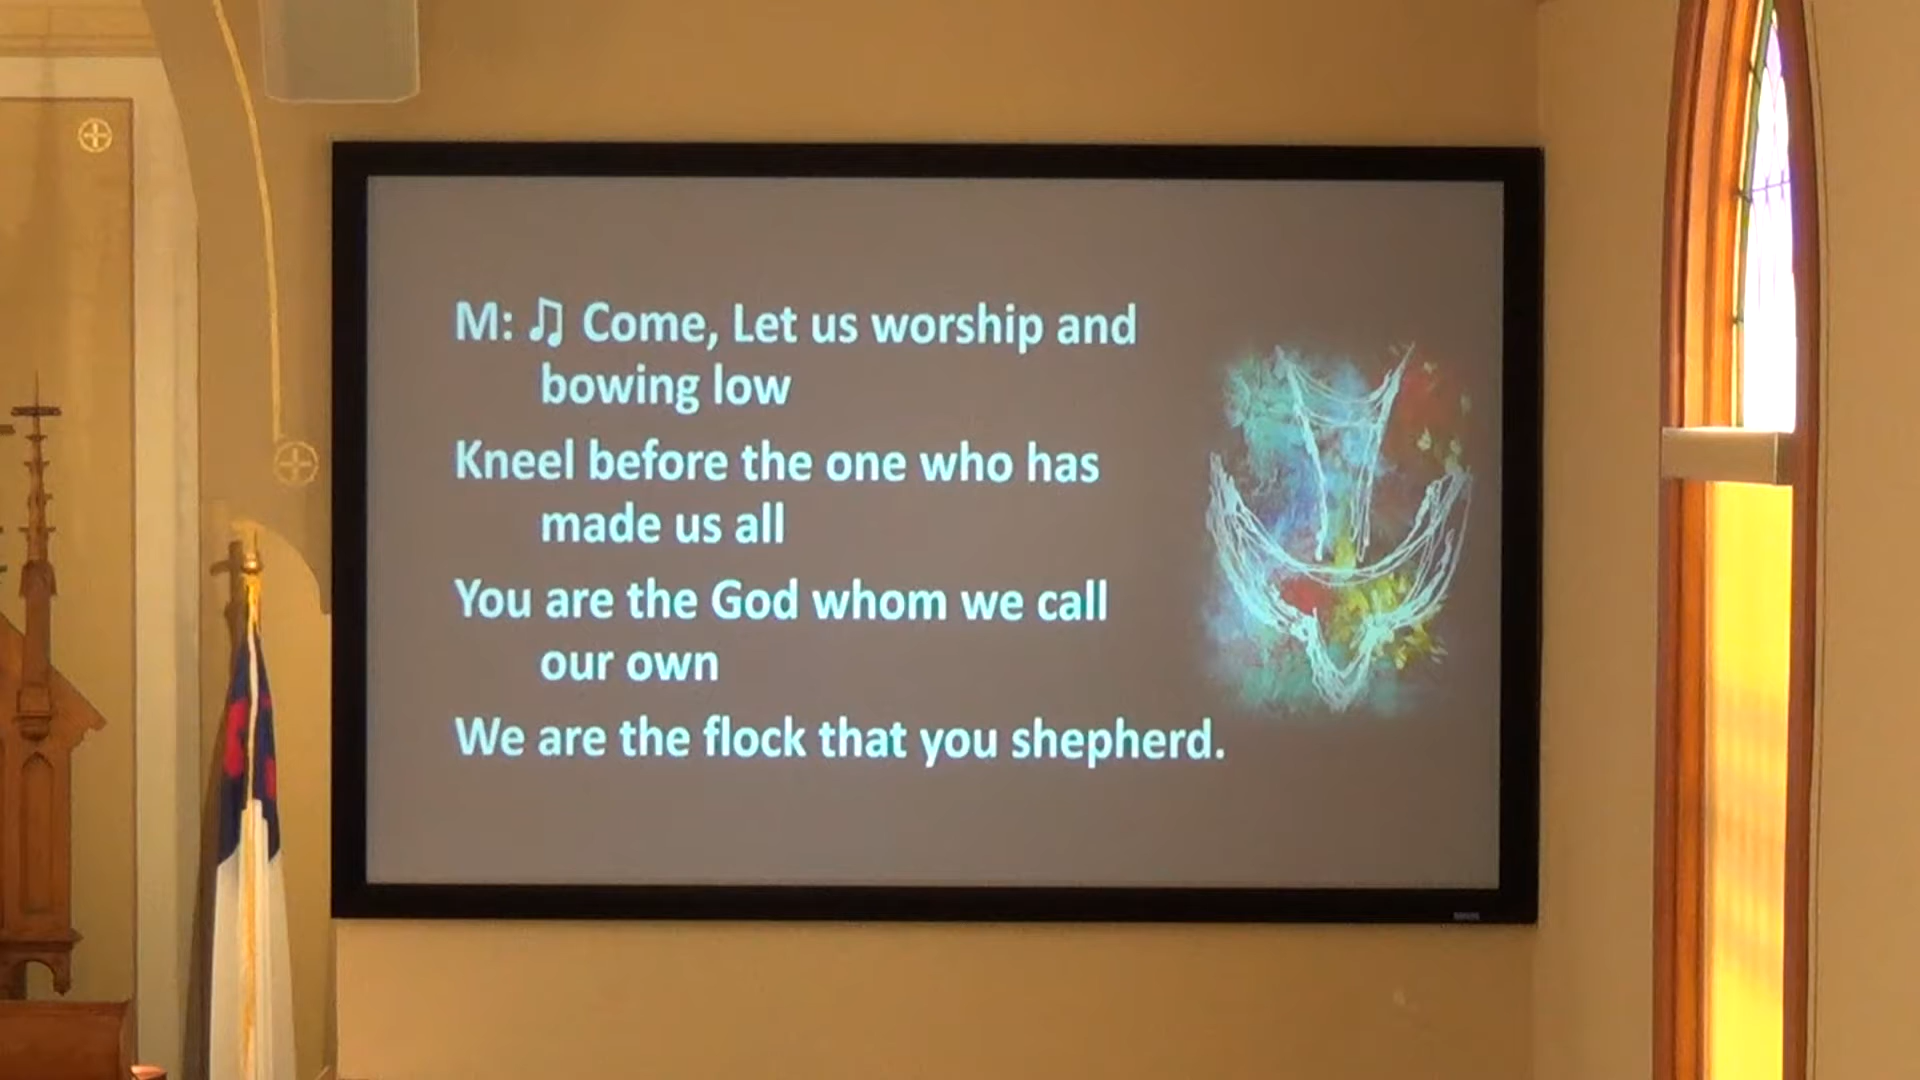 M: ♫ Come, Let us worship and
bowing low
Kneel before the one who has
made us all
You are the God whom we call
our own
We are the flock that you shepherd.